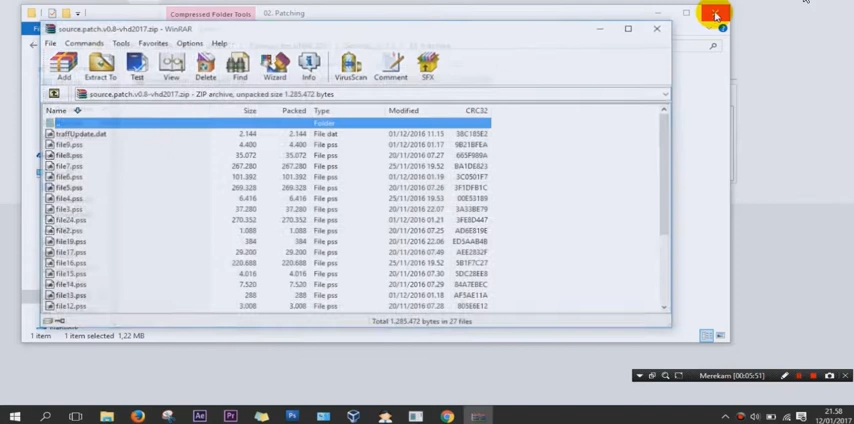 Compressed Folder Tools 02. Patching
source.patch.v0.8-vhd2017.zip - WinRAR
File Commands Tools Favorites Options Help
Add Extract To Test View Delete Find Wizard Info VirusScan Comment SFX
source.patch.v0.8-vhd2017.zip - ZIP archive, unpacked size 1.285.472 bytes
Name Size Packed Type Modified CRC32
Folder
traffUpdate.dat 2.144 2.144 File dat 01/12/2016 11.15 38C185E2
file9.pss 4.400 4.400 File pss 01/12/2016 01.17 9B21BFEA
file8.pss 35.072 35.072 File pss 20/11/2016 07.27 665F989A
file7.pss 267.280 267.280 File pss 25/11/2016 19.52 BA1DE823
file6.pss 101.392 101.392 File pss 01/12/2016 01.19 3C0501F7
file5.pss 269.328 269.328 File pss 20/11/2016 07.26 3F1DFB1C
file4.pss 6.416 6.416 File pss 25/11/2016 19.53 00E53189
file3.pss 37.280 37.280 File pss 20/11/2016 22.07 3A33BE79
file24.pss 270.352 270.352 File pss 01/12/2016 01.21 3FE8D447
file2.pss 1.088 1.088 File pss 20/11/2016 07.25 AD6E819E
file19.pss 384 384 File pss 20/11/2016 22.06 ED5AAB4B
file17.pss 29.200 29.200 File pss 20/11/2016 07.49 AEE2832F
file16.pss 220.688 220.688 File pss 25/11/2016 19.52 5B1F7C27
file15.pss 4.016 4.016 File pss 20/11/2016 07.30 5DC28EE8
file14.pss 7.520 7.520 File pss 20/11/2016 07.29 84A7EBEC
file13.pss 288 288 File pss 01/12/2016 01.18 AF5AE11A
file12.pss 3.008 3.008 File pss 20/11/2016 07.28 805E6E12
Total 1.285.472 bytes in 27 files
1 item 1 item selected 1,22 MB
Merekam [00:05:51]
Ae Pr Ps
21.58
12/01/2017